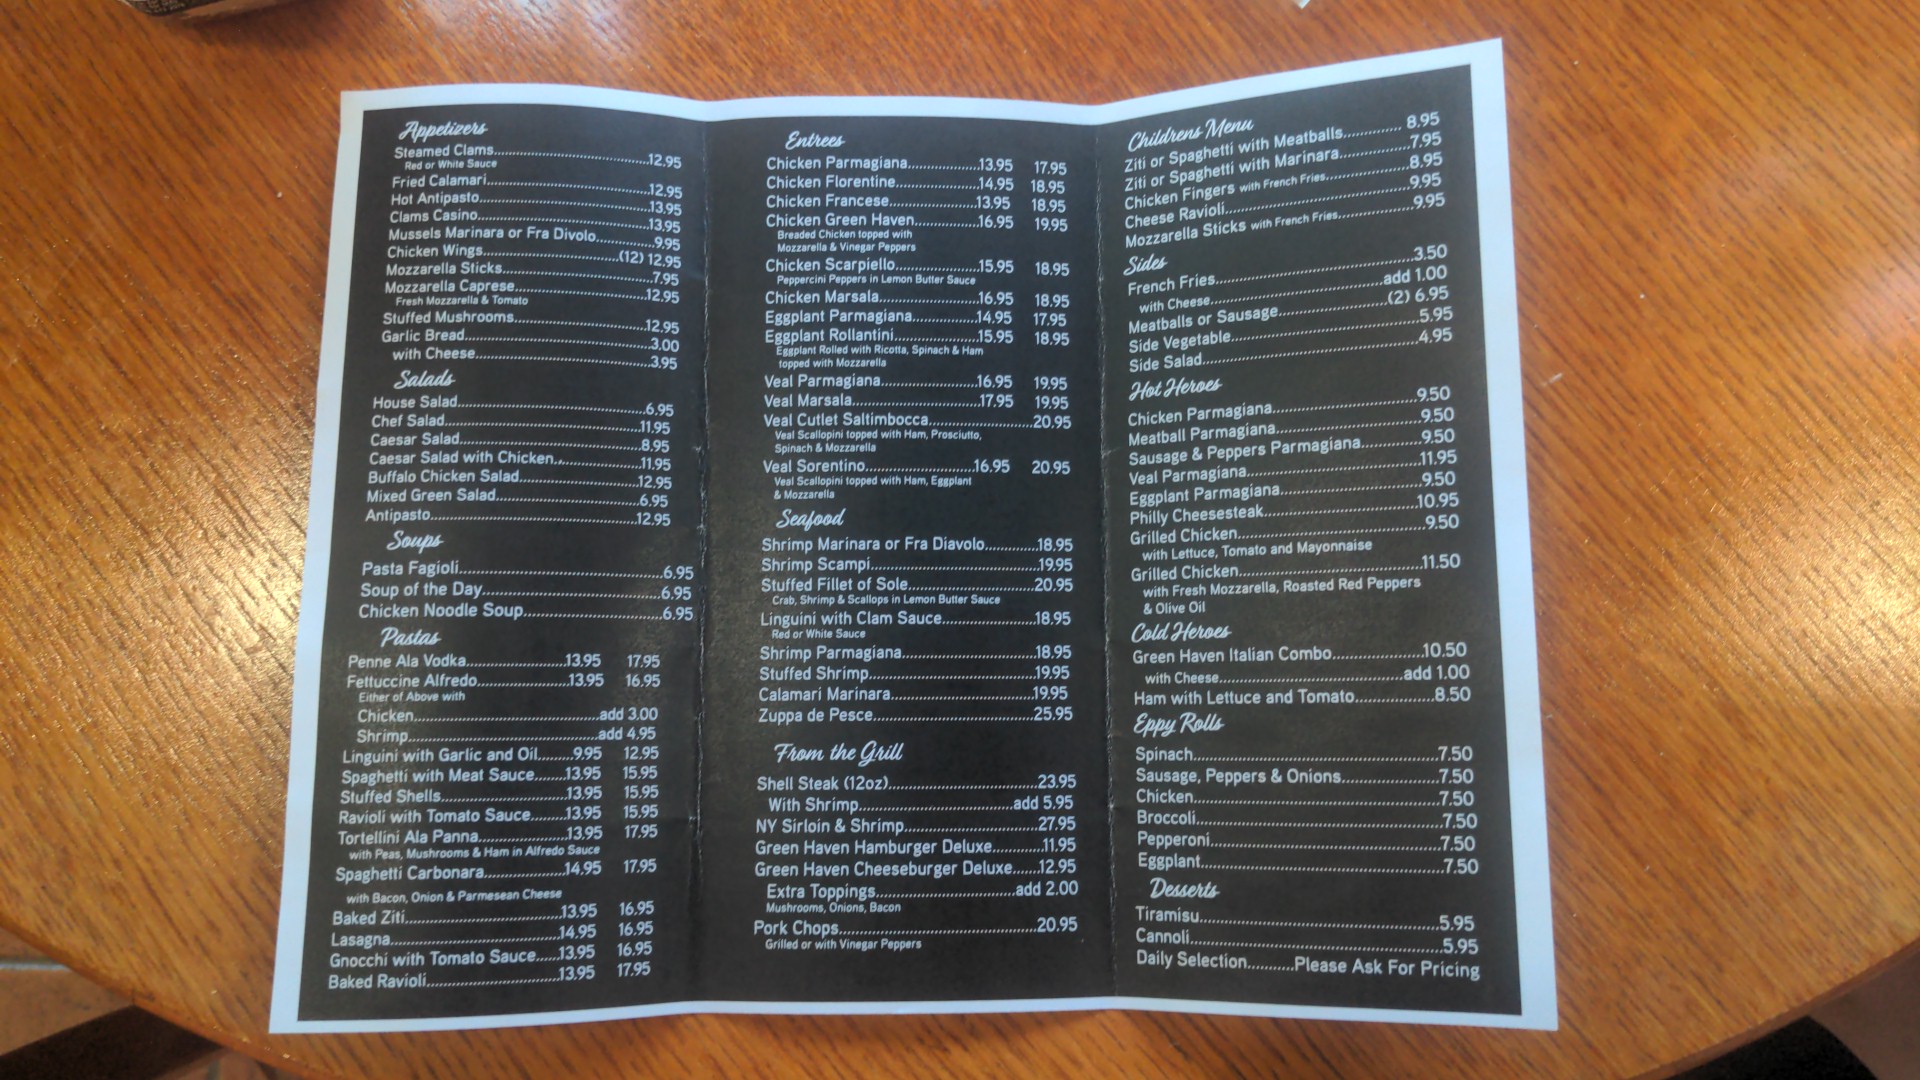 Appetizers
Steamed Clams..............................12.95
Red or White Sauce
Fried Calamari..............................12.95
Hot Antipasto..............................13.95
Clams Casino..............................13.95
Mussels Marinara or Fra Divolo............9.95
Chicken Wings..............................(12) 12.95
Mozzarella Sticks..............................7.95
Mozzarella Caprese..............................12.95
Fresh Mozzarella & Tomato
Stuffed Mushrooms..............................12.95
Garlic Bread..............................3.00
with Cheese..............................3.95
Salads
House Salad..............................6.95
Chef Salad..............................11.95
Caesar Salad..............................8.95
Caesar Salad with Chicken..............11.95
Buffalo Chicken Salad..............12.95
Mixed Green Salad..............................6.95
Antipasto..............................12.95
Soups
Pasta Fagioli..............................6.95
Soup of the Day..............................6.95
Chicken Noodle Soup..............................6.95
Pastas
Penne Ala Vodka....................13.95 17.95
Fettuccine Alfredo....................13.95 16.95
Either of Above with
Chicken..............................add 3.00
Shrimp..............................add 4.95
Linguini with Garlic and Oil........9.95 12.95
Spaghetti with Meat Sauce.......13.95 15.95
Stuffed Shells....................13.95 15.95
Ravioli with Tomato Sauce........13.95 15.95
Tortellini Ala Panna....................13.95 17.95
with Peas, Mushrooms & Ham in Alfredo Sauce
Spaghetti Carbonara....................14.95 17.95
with Bacon, Onion & Parmesean Cheese
Baked Ziti..............................13.95 16.95
Lasagna..............................14.95 16.95
Gnocchi with Tomato Sauce......13.95 16.95
Baked Ravioli..............................13.95 17.95
Entrees
Chicken Parmagiana...............13.95 17.95
Chicken Florentine..................14.95 18.95
Chicken Francese..................13.95 18.95
Chicken Green Haven.............16.95 19.95
Breaded Chicken topped with
Mozzarella & Vinegar Peppers
Chicken Scarpiello..................15.95 18.95
Peppercini Peppers in Lemon Butter Sauce
Chicken Marsala....................16.95 18.95
Eggplant Parmagiana.............14.95 17.95
Eggplant Rollantini..................15.95 18.95
Eggplant Rolled with Ricotta, Spinach & Ham
topped with Mozzarella
Veal Parmagiana....................16.95 19.95
Veal Marsala..........................17.95 19.95
Veal Cutlet Saltimbocca....................20.95
Veal Scallopini topped with Ham, Prosciutto,
Spinach & Mozzarella
Veal Sorentino......................16.95 20.95
Veal Scallopini topped with Ham, Eggplant
& Mozzarella
Seafood
Shrimp Marinara or Fra Diavolo.............18.95
Shrimp Scampi..............................19.95
Stuffed Fillet of Sole..............................20.95
Crab, Shrimp & Scallops in Lemon Butter Sauce
Linguini with Clam Sauce....................18.95
Red or White Sauce
Shrimp Parmagiana..............................18.95
Stuffed Shrimp..............................19.95
Calamari Marinara..............................19.95
Zuppa de Pesce..............................25.95
From the Grill
Shell Steak (12oz)..............................23.95
With Shrimp..............................add 5.95
NY Sirloin & Shrimp..............................27.95
Green Haven Hamburger Deluxe............11.95
Green Haven Cheeseburger Deluxe.......12.95
Extra Toppings..............................add 2.00
Mushrooms, Onions, Bacon
Pork Chops..............................20.95
Grilled or with Vinegar Peppers
Childrens Menu
Ziti or Spaghetti with Meatballs.............. 8.95
Ziti or Spaghetti with Marinara.................7.95
Chicken Fingers with French Fries....................8.95
Cheese Ravioli..............................9.95
Mozzarella Sticks with French Fries..................9.95
Sides
French Fries..............................3.50
with Cheese..............................add 1.00
Meatballs or Sausage....................(2) 6.95
Side Vegetable..............................5.95
Side Salad..............................4.95
Hot Heroes
Chicken Parmagiana..............................9.50
Meatball Parmagiana..............................9.50
Sausage & Peppers Parmagiana.............9.50
Veal Parmagiana..............................11.95
Eggplant Parmagiana..............................9.50
Philly Cheesesteak..............................10.95
Grilled Chicken..............................9.50
with Lettuce, Tomato and Mayonnaise
Grilled Chicken..............................11.50
with Fresh Mozzarella, Roasted Red Peppers
& Olive Oil
Cold Heroes
Green Haven Italian Combo....................10.50
with Cheese..............................add 1.00
Ham with Lettuce and Tomato................8.50
Eppy Rolls
Spinach..............................7.50
Sausage, Peppers & Onions....................7.50
Chicken..............................7.50
Broccoli..............................7.50
Pepperoni..............................7.50
Eggplant..............................7.50
Desserts
Tiramisu..............................5.95
Cannoli..............................5.95
Daily Selection...........Please Ask For Pricing